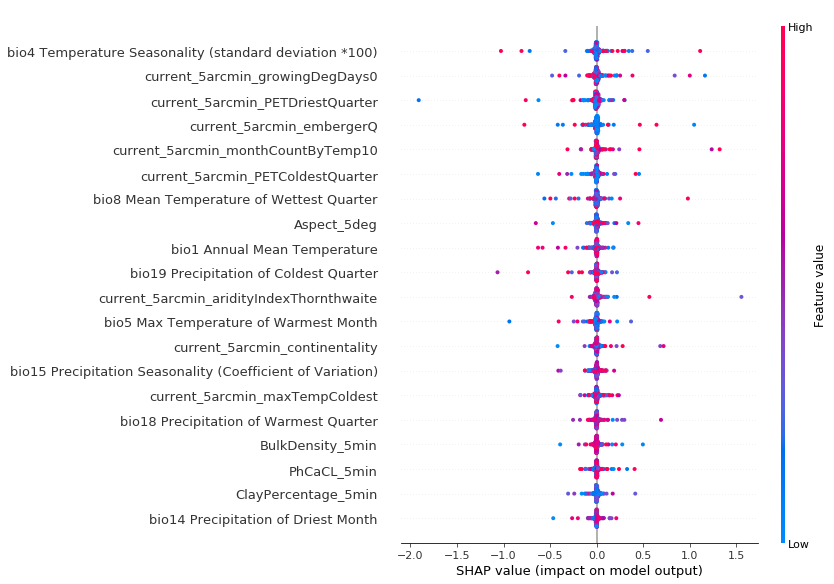 High
bio4 Temperature Seasonality (standard deviation *100)
current_5arcmin_growingDegDays0
current_5arcmin_PETDriestQuarter
current_5arcmin_embergerQ
current_5arcmin_monthCountByTemp10
current_5arcmin_PETColdestQuarter
bio8 Mean Temperature of Wettest Quarter
Aspect_5deg
bio1 Annual Mean Temperature
bio19 Precipitation of Coldest Quarter
current_5arcmin_aridityIndexThornthwaite
bio5 Max Temperature of Warmest Month
current_5arcmin_continentality
bio15 Precipitation Seasonality (Coefficient of Variation)
current_5arcmin_maxTempColdest
bio18 Precipitation of Warmest Quarter
BulkDensity_5min
PhCaCL_5min
ClayPercentage_5min
bio14 Precipitation of Driest Month
Feature value
Low
−2.0 −1.5 −1.0 −0.5 0.0 0.5 1.0 1.5
SHAP value (impact on model output)